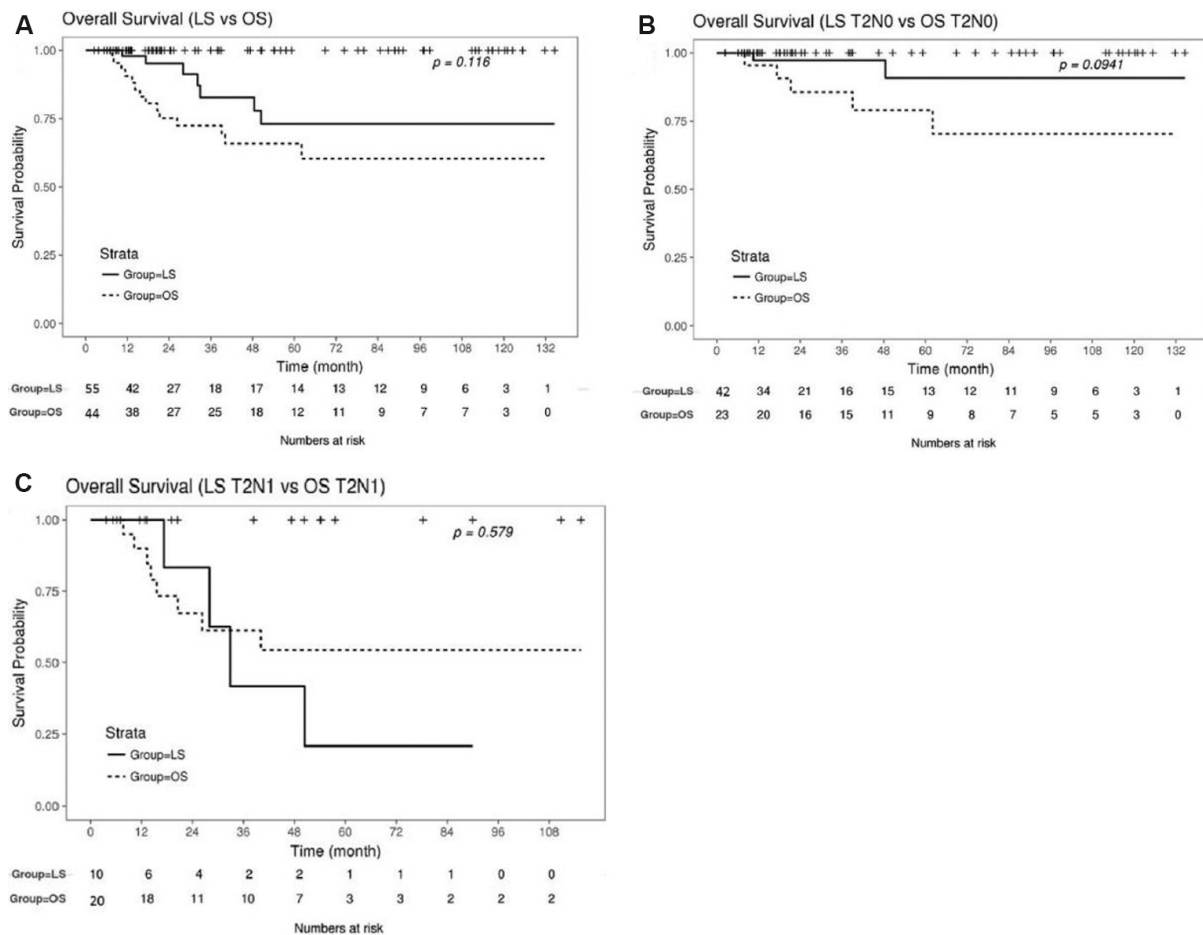 A
Overall Survival (LS vs OS)
p = 0.116
1.00
0.75
0.50
0.25
0.00
Survival Probability
Strata
Group=LS
Group=OS
0 12 24 36 48 60 72 84 96 108 120 132
Time (month)
Group=LS 55 42 27 18 17 14 13 12 9 6 3 1
Group=OS 44 38 27 25 18 12 11 9 7 7 3 0
Numbers at risk
B
Overall Survival (LS T2N0 vs OS T2N0)
p = 0.0941
1.00
0.75
0.50
0.25
0.00
Survival Probability
Strata
Group=LS
Group=OS
0 12 24 36 48 60 72 84 96 108 120 132
Time (month)
Group=LS 42 34 21 16 15 13 12 11 9 6 3 1
Group=OS 23 20 16 15 11 9 8 7 5 5 3 0
Numbers at risk
C
Overall Survival (LS T2N1 vs OS T2N1)
p = 0.579
1.00
0.75
0.50
0.25
0.00
Survival Probability
Strata
Group=LS
Group=OS
0 12 24 36 48 60 72 84 96 108
Time (month)
Group=LS 10 6 4 2 2 1 1 1 0 0
Group=OS 20 18 11 10 7 3 3 2 2 2
Numbers at risk